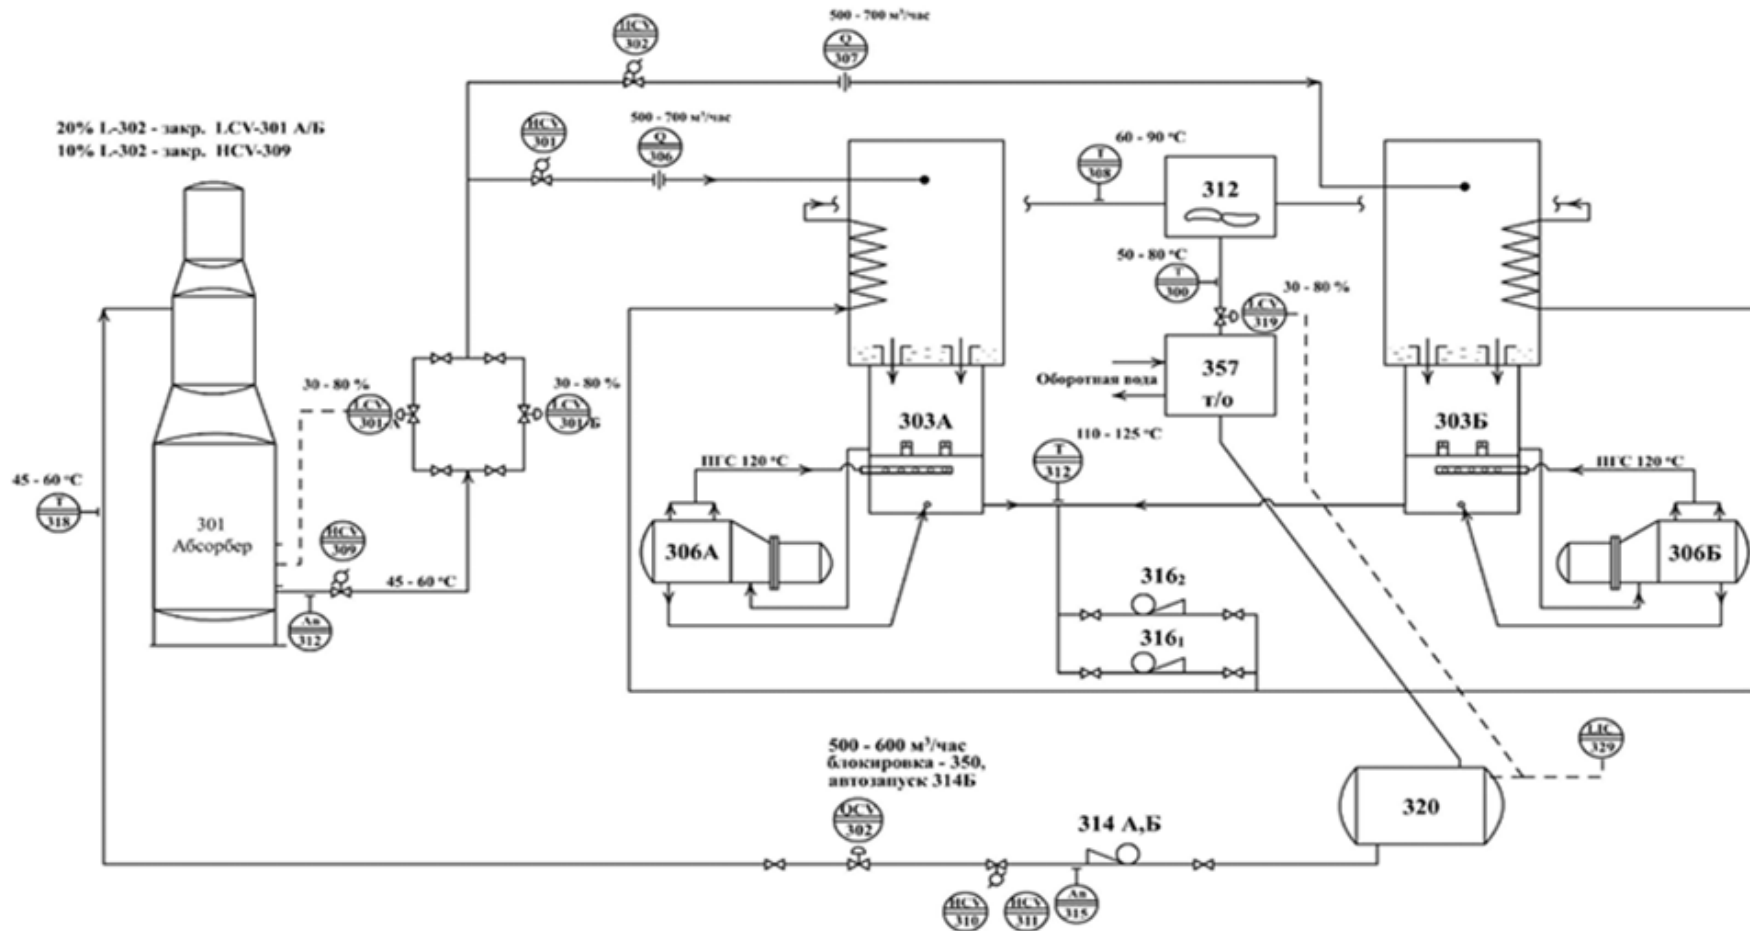 500 - 700 м³/час
HCV
302
Q
307
20% L-302 - закр. LCV-301 А/Б
10% L-302 - закр. HCV-309
HCV
301
500 - 700 м³/час
Q
306
60 - 90 °C
T
308
312
50 - 80 °C
T
300
30 - 80 %
LCV
319
357
т/о
Оборотная вода
30 - 80 %
LCV
301
30 - 80 %
LCV
301 Б
303А
303Б
110 - 125 °C
T
312
ПГС 120 °C
ПГС 120 °C
45 - 60 °C
T
318
301
Абсорбер
HCV
309
45 - 60 °C
Ап
312
306А
306Б
316₂
316₁
500 - 600 м³/час
блокировка - 350,
автозапуск 314Б
QCV
302
314 А,Б
320
LIC
329
HCV
310
HCV
311
Ап
315